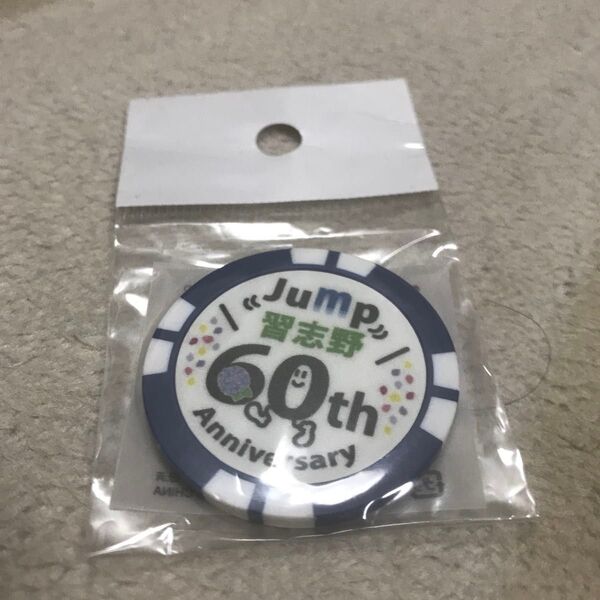 «Jump»
習志野
60th
Anniversary